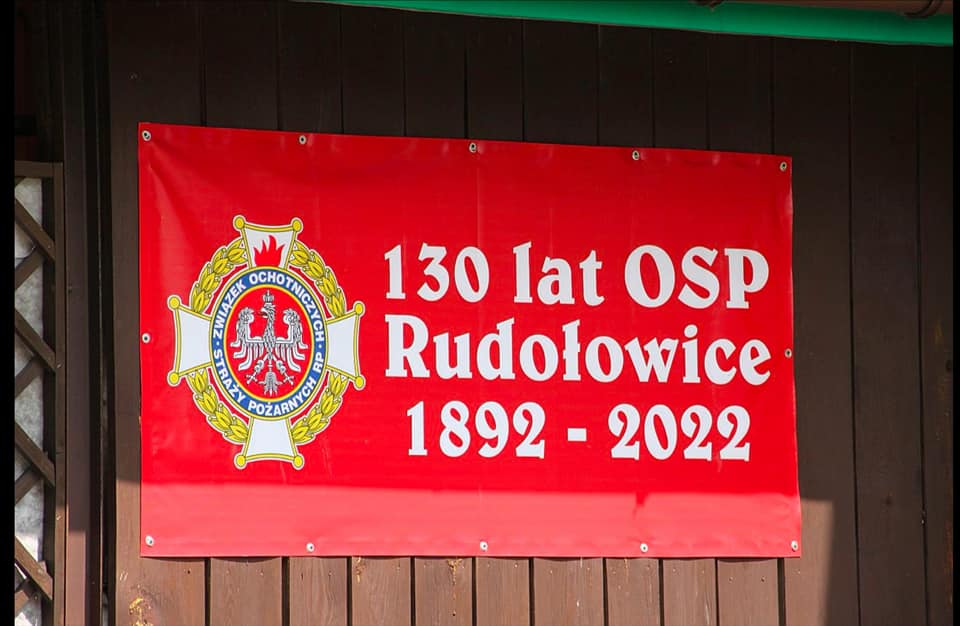 130 lat OSP
Rudołowice
1892 - 2022
ZWIĄZEK OCHOTNICZYCH
STRAŻY POŻARNYCH RP